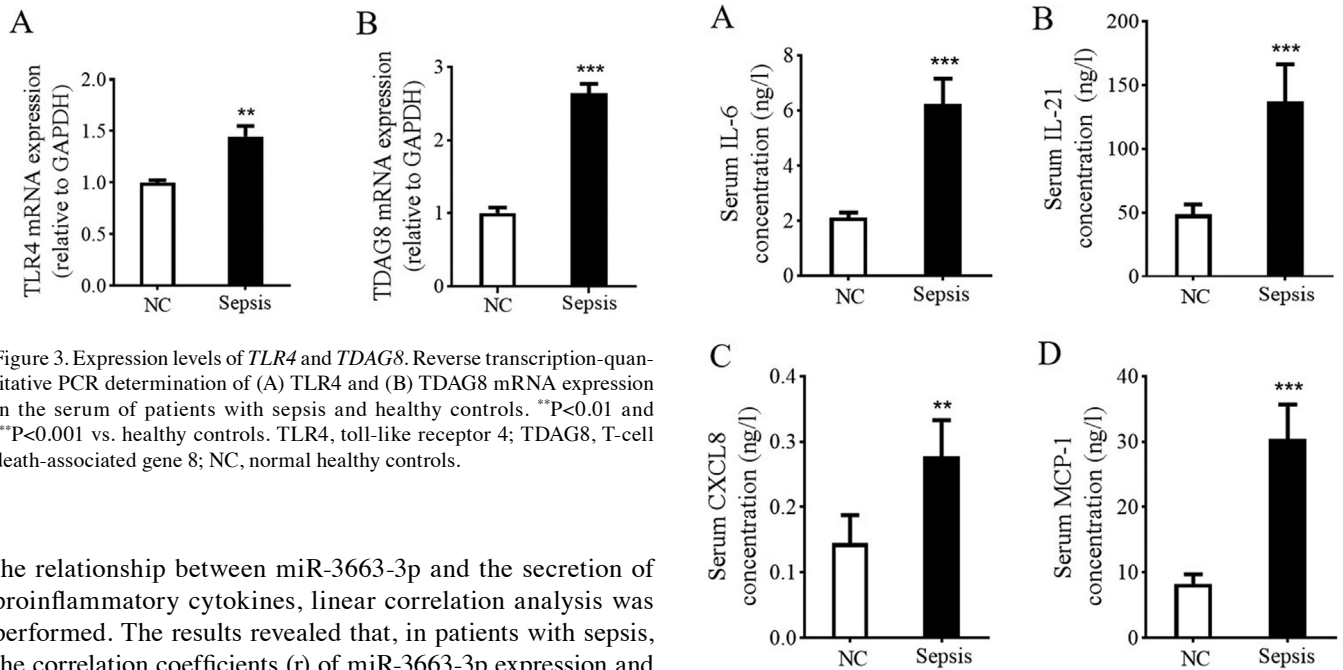 A
TLR4 mRNA expression
(relative to GAPDH)
2.0
1.5
1.0
0.5
0.0
**
NC Sepsis
B
TDAG8 mRNA expression
(relative to GAPDH)
3
2
1
0
***
NC Sepsis
Figure 3. Expression levels of TLR4 and TDAG8. Reverse transcription-quan-
itative PCR determination of (A) TLR4 and (B) TDAG8 mRNA expression
n the serum of patients with sepsis and healthy controls. **P<0.01 and
**P<0.001 vs. healthy controls. TLR4, toll-like receptor 4; TDAG8, T-cell
death-associated gene 8; NC, normal healthy controls.
he relationship between miR-3663-3p and the secretion of
proinflammatory cytokines, linear correlation analysis was
performed. The results revealed that, in patients with sepsis,
he correlation coefficients (r) of miR-3663-3p expression and
A
Serum IL-6
concentration (ng/l)
8
6
4
2
0
***
NC Sepsis
B
Serum IL-21
concentration (ng/l)
200
150
100
50
0
***
NC Sepsis
C
Serum CXCL8
concentration (ng/l)
0.4
0.3
0.2
0.1
0.0
**
NC Sepsis
D
Serum MCP-1
concentration (ng/l)
40
30
20
10
0
***
NC Sepsis